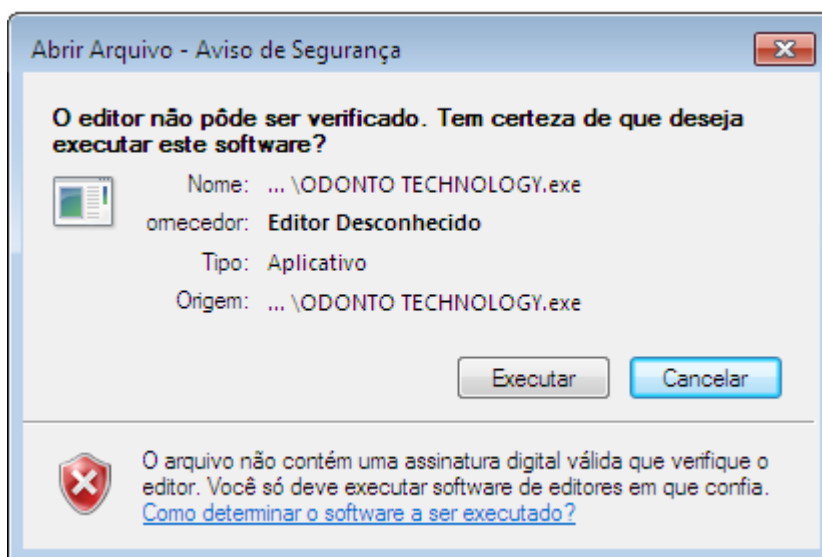 Abrir Arquivo - Aviso de Segurança
O editor não pôde ser verificado. Tem certeza de que deseja
executar este software?
Nome: ... \ODONTO TECHNOLOGY.exe
ornecedor: Editor Desconhecido
Tipo: Aplicativo
Origem: ... \ODONTO TECHNOLOGY.exe
Executar Cancelar
O arquivo não contém uma assinatura digital válida que verifique o
editor. Você só deve executar software de editores em que confia.
Como determinar o software a ser executado?